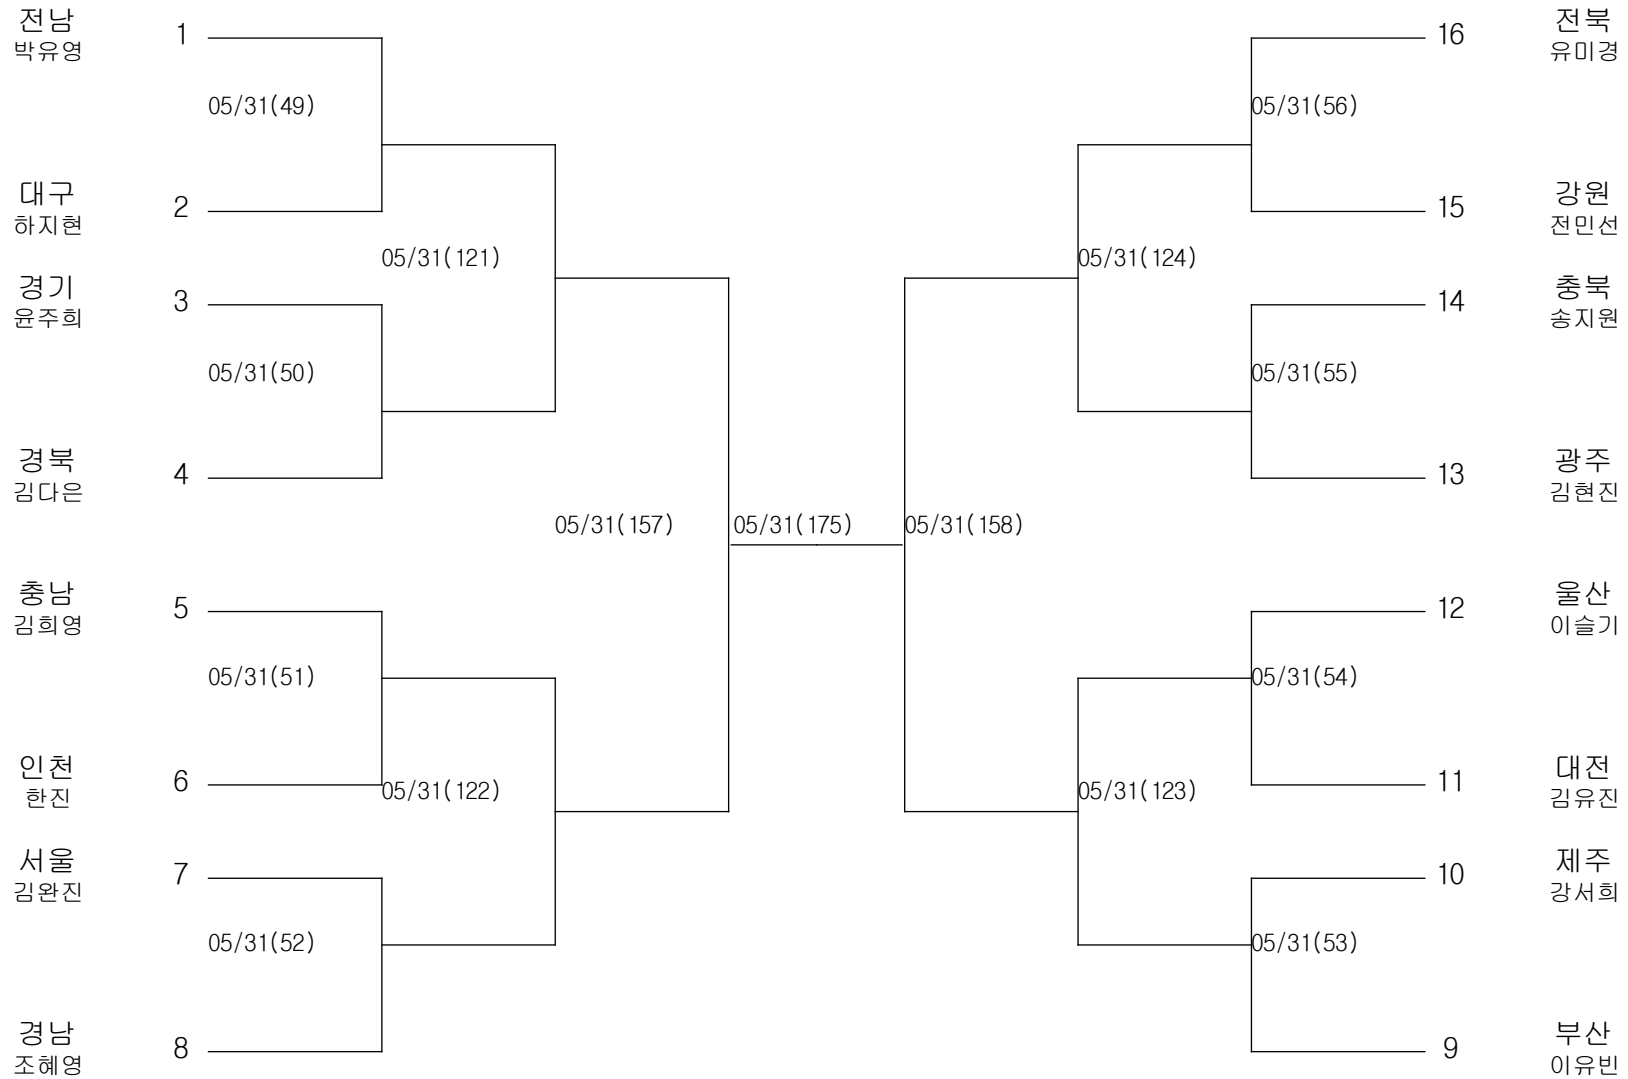 전남
박유영
1
05/31(49)
대구
하지현
2
05/31(121)
경기
윤주희
3
05/31(50)
경북
김다은
4
05/31(157)
충남
김희영
5
05/31(51)
인천
한진
6
05/31(122)
서울
김완진
7
05/31(52)
경남
조혜영
8
05/31(175)
16
전북
유미경
05/31(56)
15
강원
전민선
05/31(124)
14
충북
송지원
05/31(55)
13
광주
김현진
05/31(158)
12
울산
이슬기
05/31(54)
11
대전
김유진
05/31(123)
10
제주
강서희
05/31(53)
9
부산
이유빈